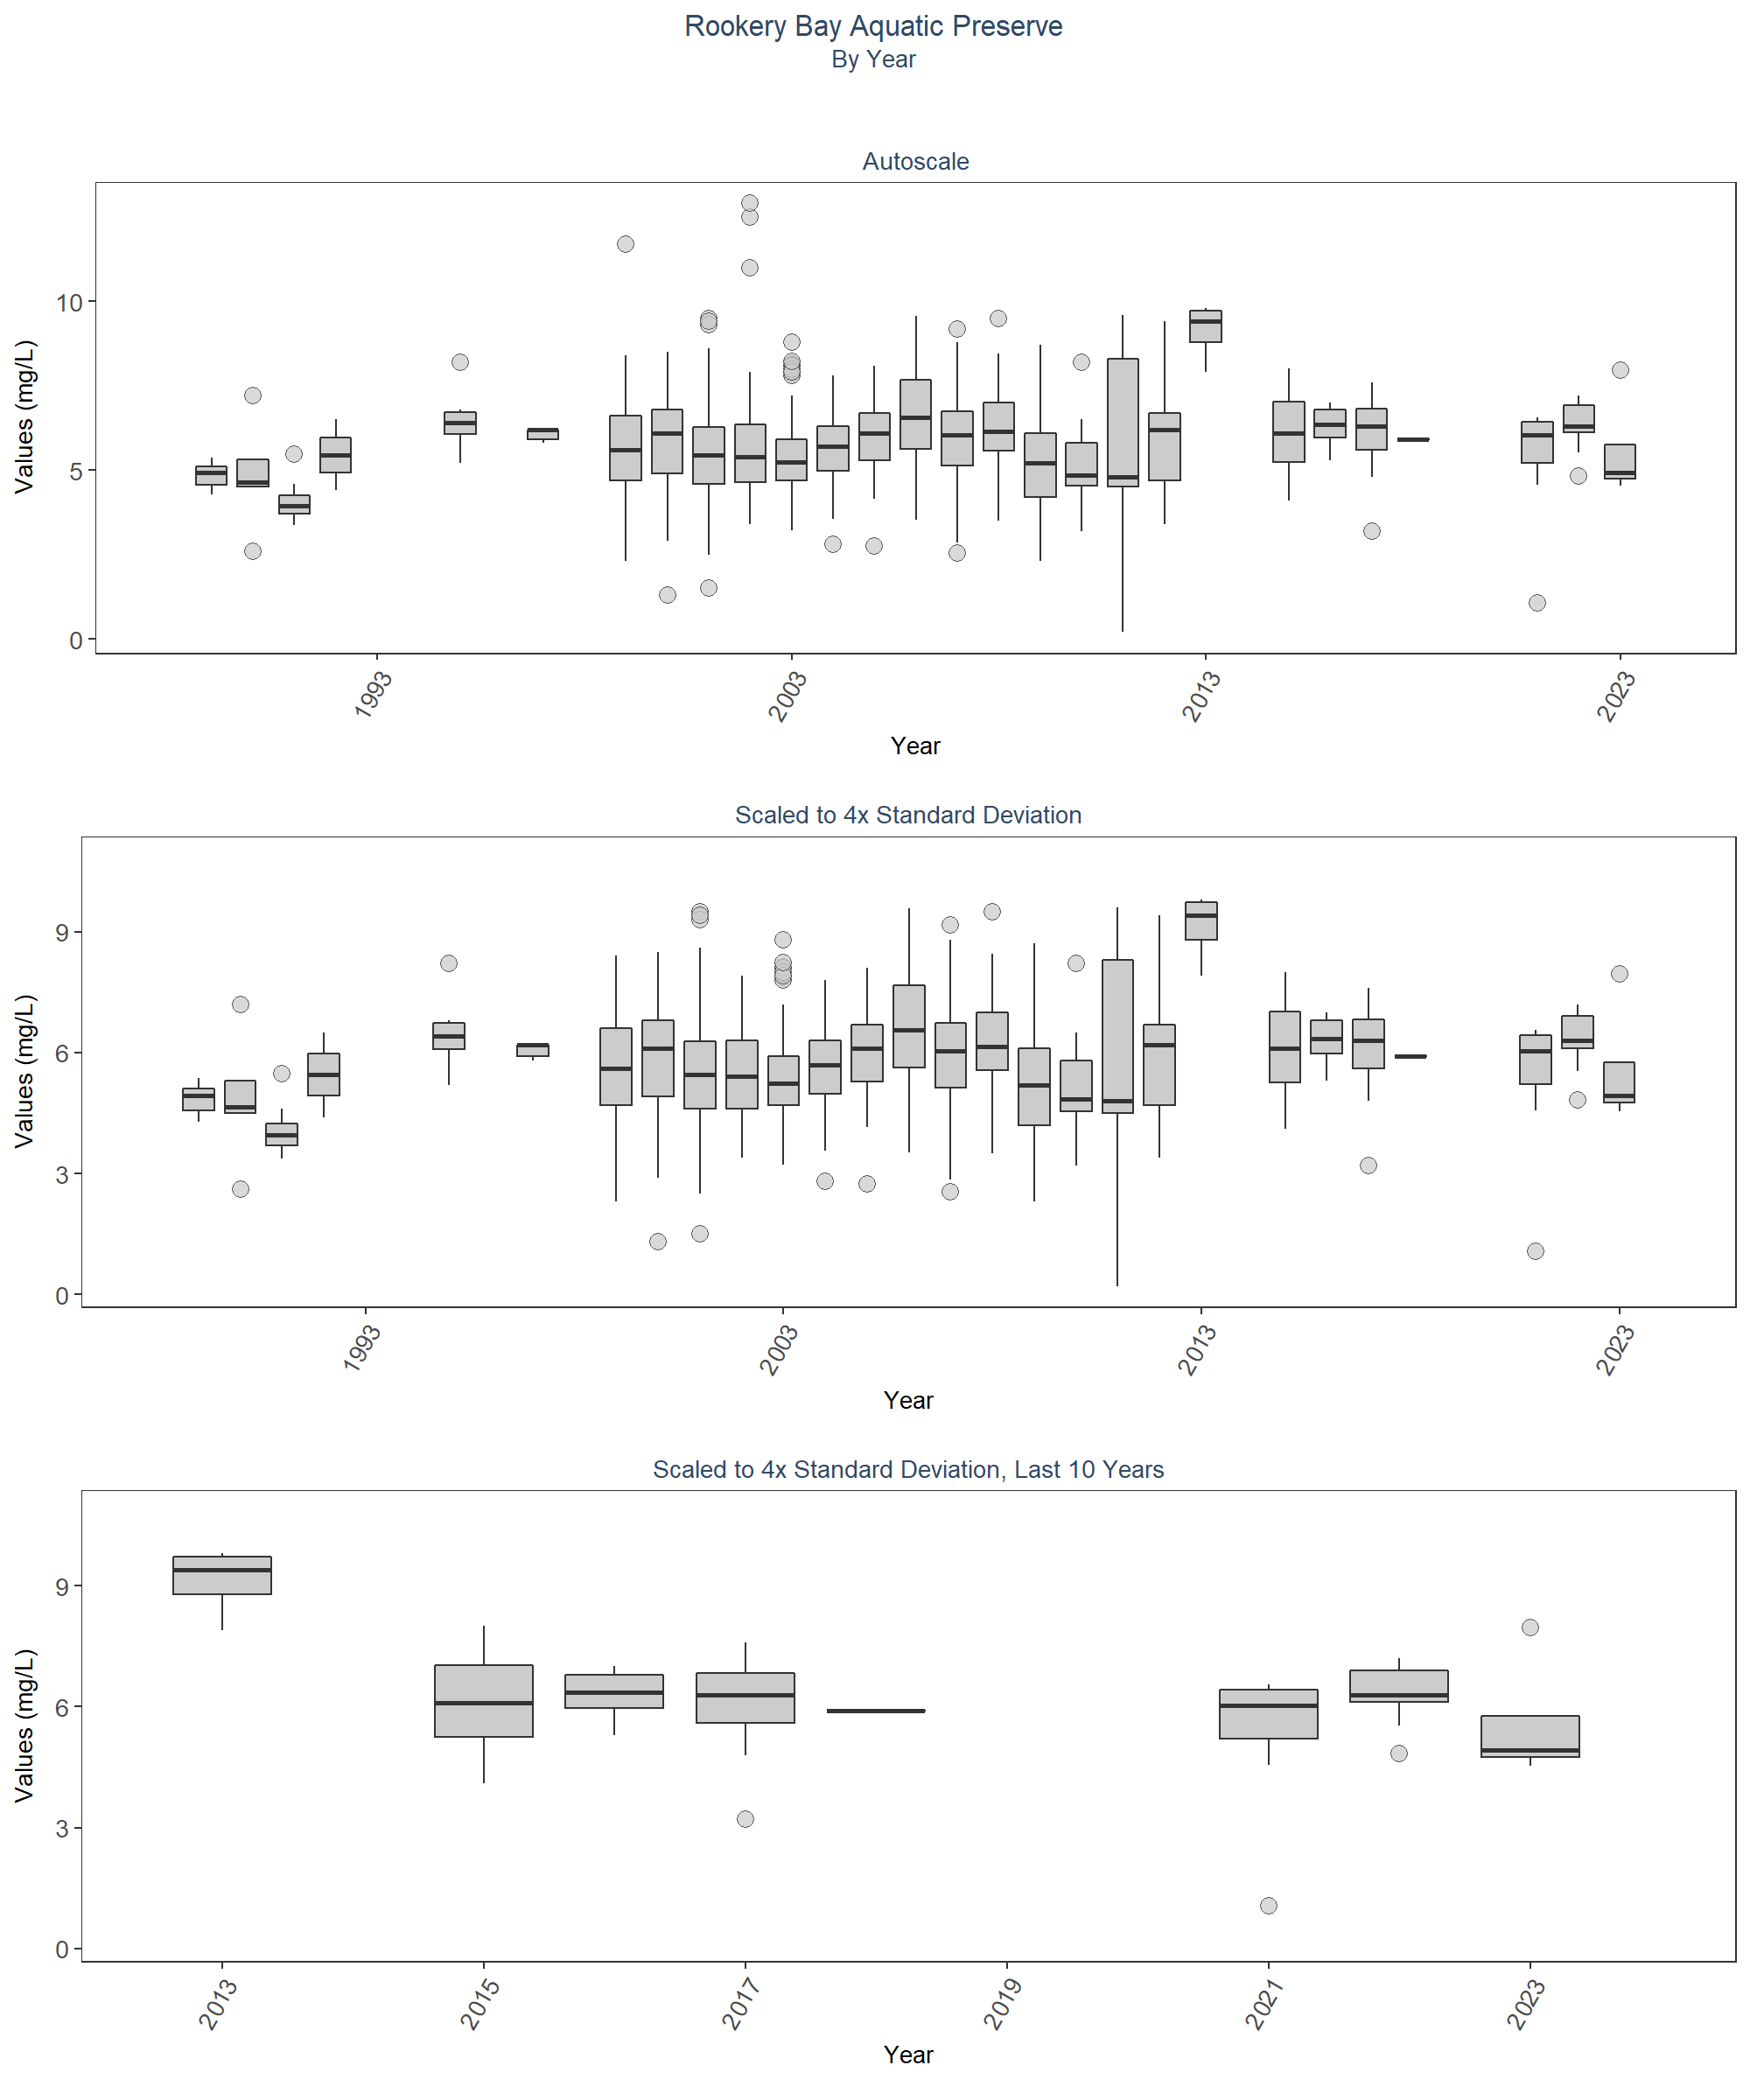 Rookery Bay Aquatic Preserve
By Year
Autoscale
Values (mg/L)
10
5
0
1993
2003
2013
2023
Year
Scaled to 4x Standard Deviation
Values (mg/L)
9
6
3
0
1993
2003
2013
2023
Year
Scaled to 4x Standard Deviation, Last 10 Years
Values (mg/L)
9
6
3
0
2013
2015
2017
2019
2021
2023
Year